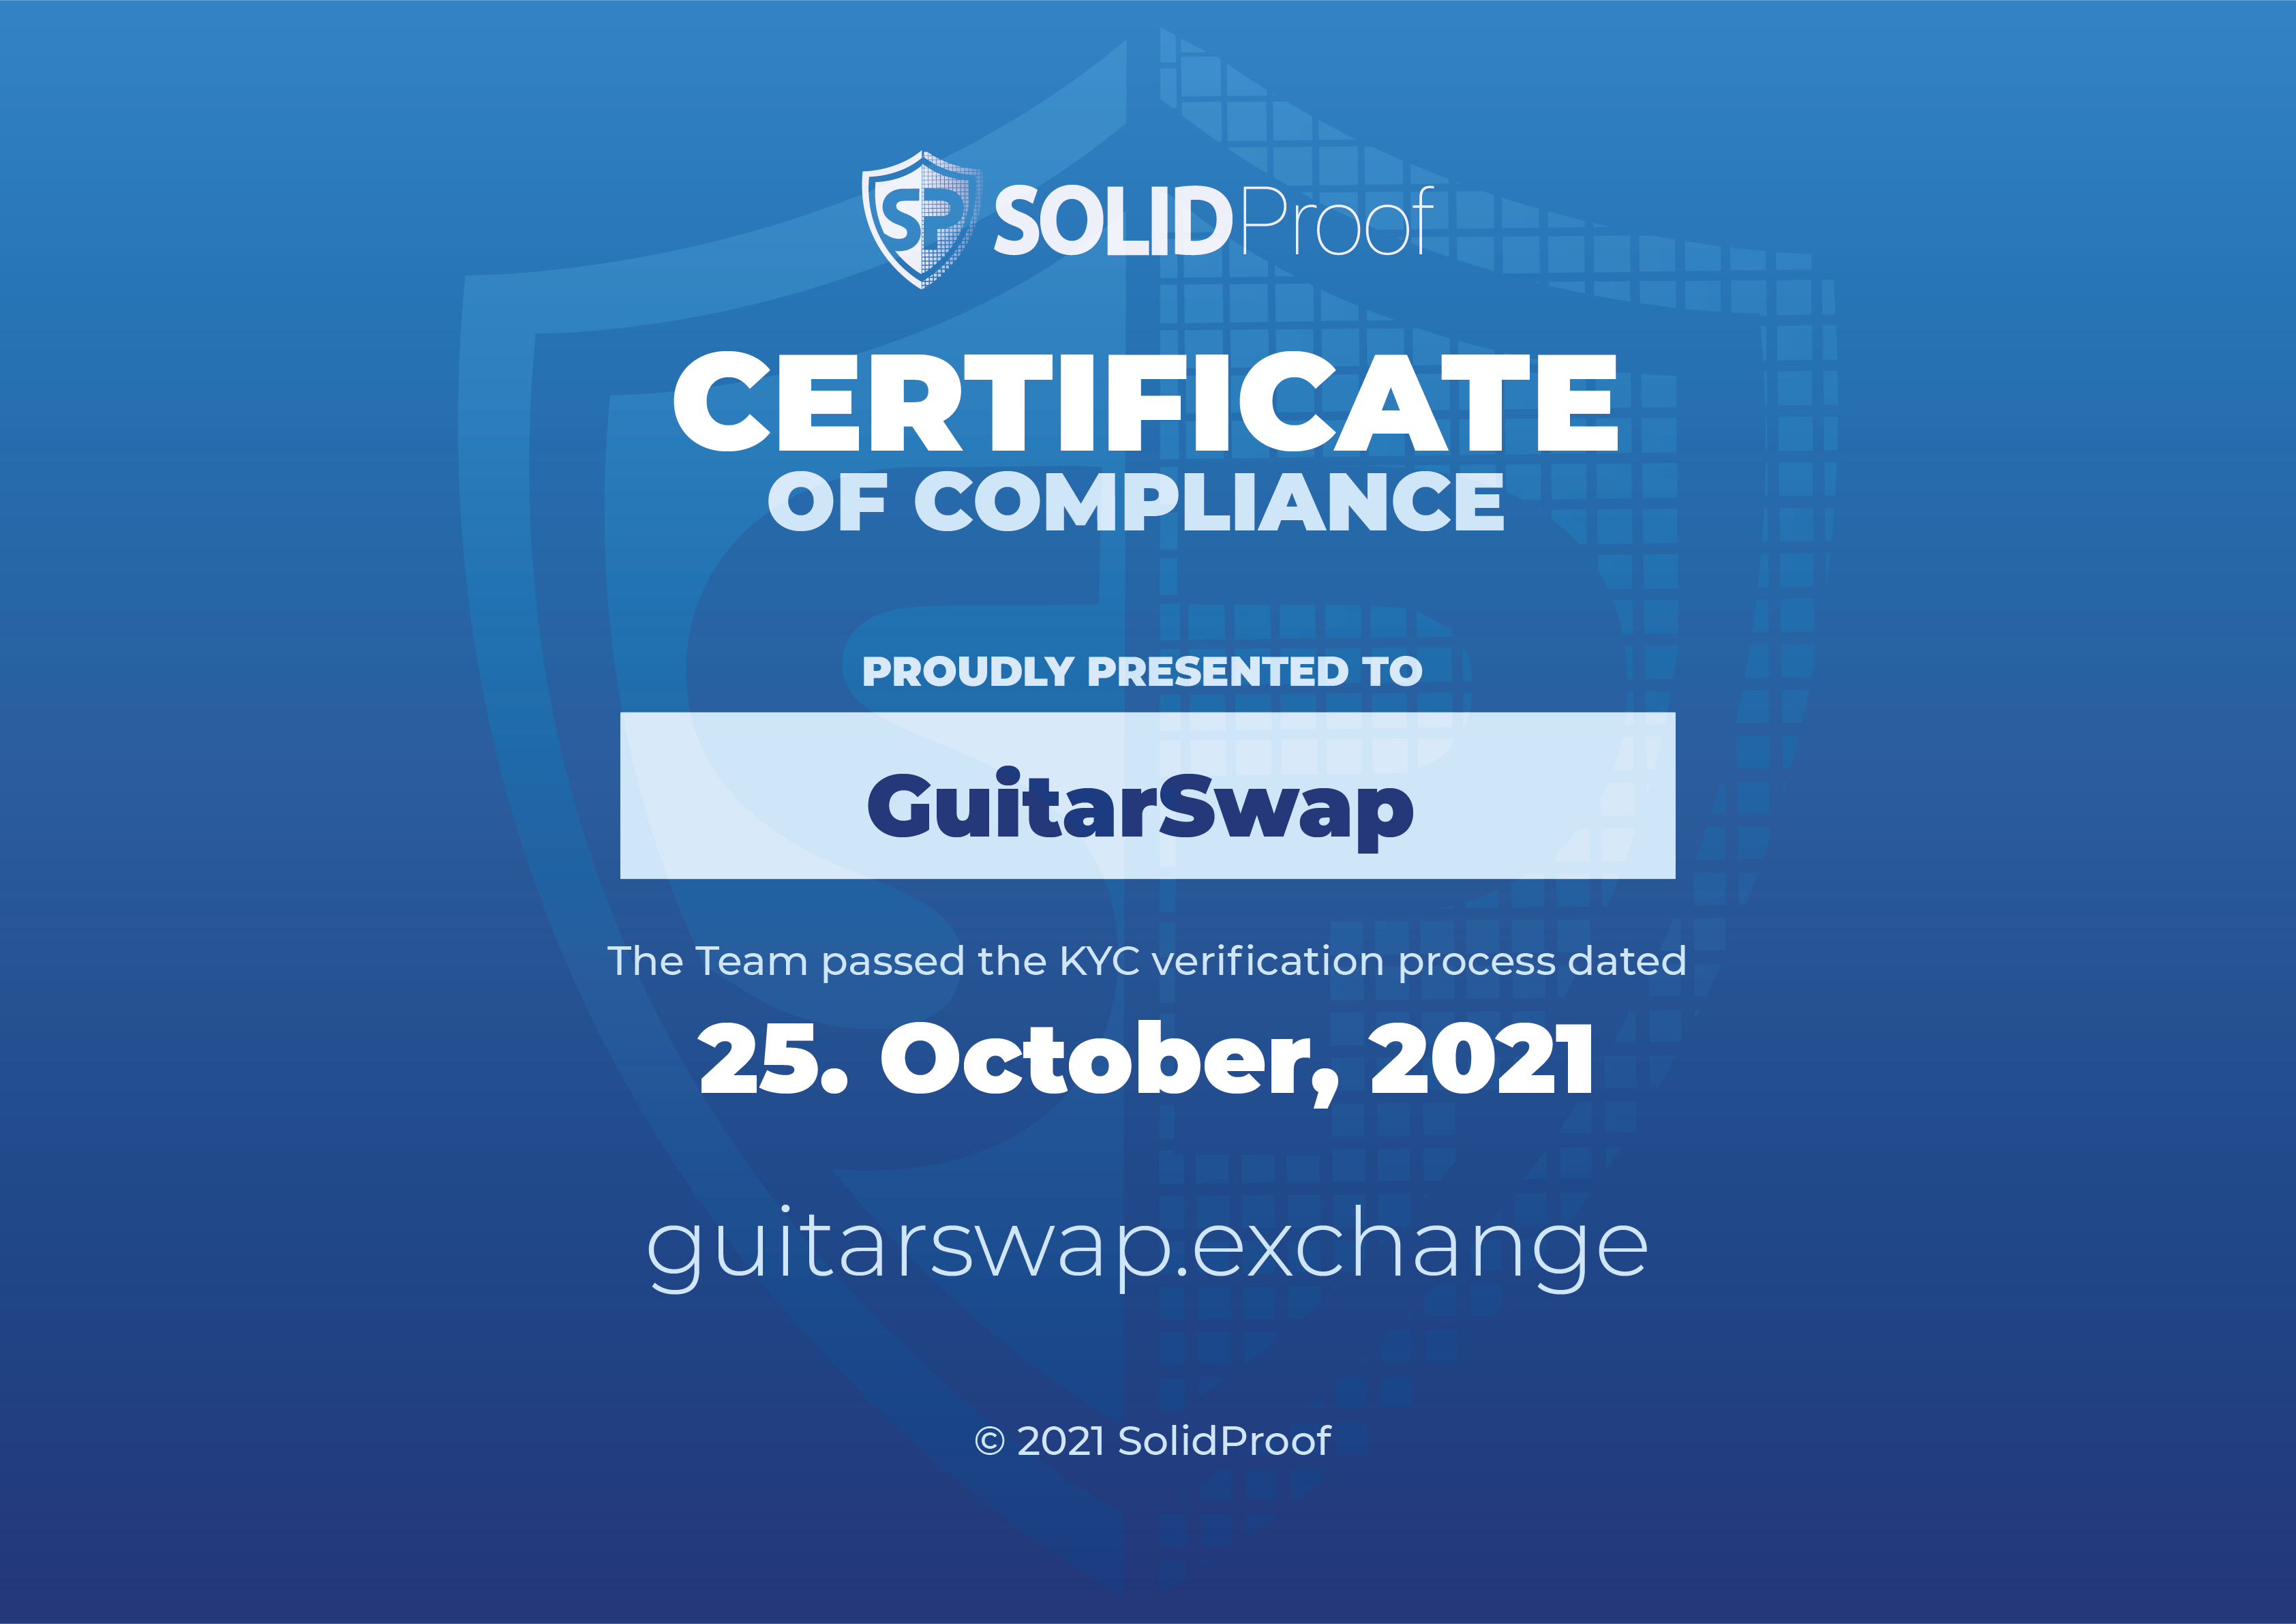 SP SOLIDProof
CERTIFICATE
OF COMPLIANCE
PROUDLY PRESENTED TO
GuitarSwap
The Team passed the KYC verification process dated
25. October, 2021
guitarswap.exchange
© 2021 SolidProof